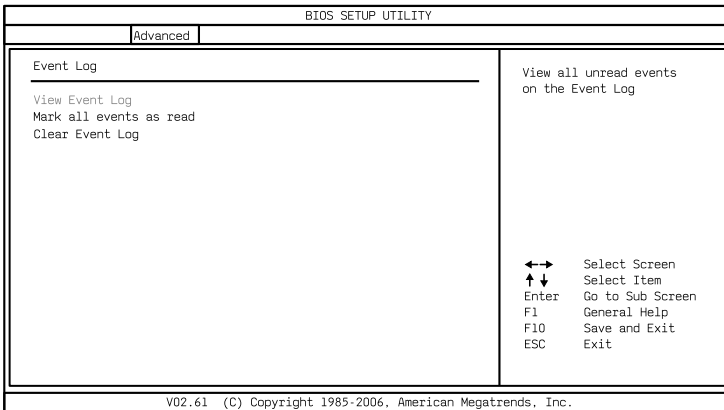 BIOS SETUP UTILITY
Advanced
Event Log
View Event Log
Mark all events as read
Clear Event Log
View all unread events
on the Event Log
←→ Select Screen
↑↓ Select Item
Enter Go to Sub Screen
F1 General Help
F10 Save and Exit
ESC Exit
V02.61 (C) Copyright 1985-2006, American Megatrends, Inc.